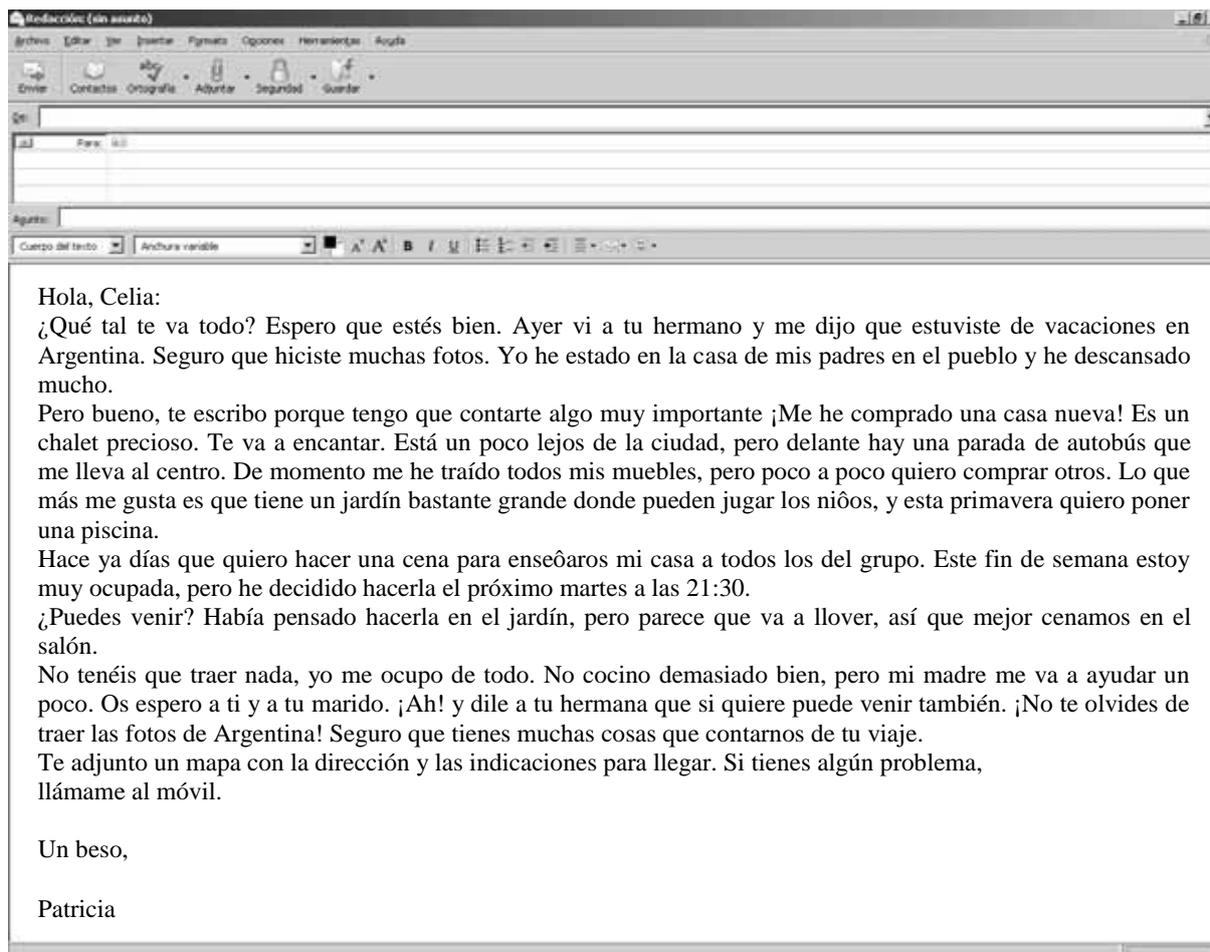 Redacción: (sin asunto)
Archivo Editar Ver Insertar Formato Opciones Herramientas Ayuda
Enviar Contactos Ortografía Adjuntar Seguridad Guardar
De:
Para:
Asunto:
Cuerpo del texto Anchura variable
Hola, Celia:
¿Qué tal te va todo? Espero que estés bien. Ayer vi a tu hermano y me dijo que estuviste de vacaciones en
Argentina. Seguro que hiciste muchas fotos. Yo he estado en la casa de mis padres en el pueblo y he descansado
mucho.
Pero bueno, te escribo porque tengo que contarte algo muy importante ¡Me he comprado una casa nueva! Es un
chalet precioso. Te va a encantar. Está un poco lejos de la ciudad, pero delante hay una parada de autobús que
me lleva al centro. De momento me he traído todos mis muebles, pero poco a poco quiero comprar otros. Lo que
más me gusta es que tiene un jardín bastante grande donde pueden jugar los niôos, y esta primavera quiero poner
una piscina.
Hace ya días que quiero hacer una cena para enseôaros mi casa a todos los del grupo. Este fin de semana estoy
muy ocupada, pero he decidido hacerla el próximo martes a las 21:30.
¿Puedes venir? Había pensado hacerla en el jardín, pero parece que va a llover, así que mejor cenamos en el
salón.
No tenéis que traer nada, yo me ocupo de todo. No cocino demasiado bien, pero mi madre me va a ayudar un
poco. Os espero a ti y a tu marido. ¡Ah! y dile a tu hermana que si quiere puede venir también. ¡No te olvides de
traer las fotos de Argentina! Seguro que tienes muchas cosas que contarnos de tu viaje.
Te adjunto un mapa con la dirección y las indicaciones para llegar. Si tienes algún problema,
llámame al móvil.
Un beso,
Patricia